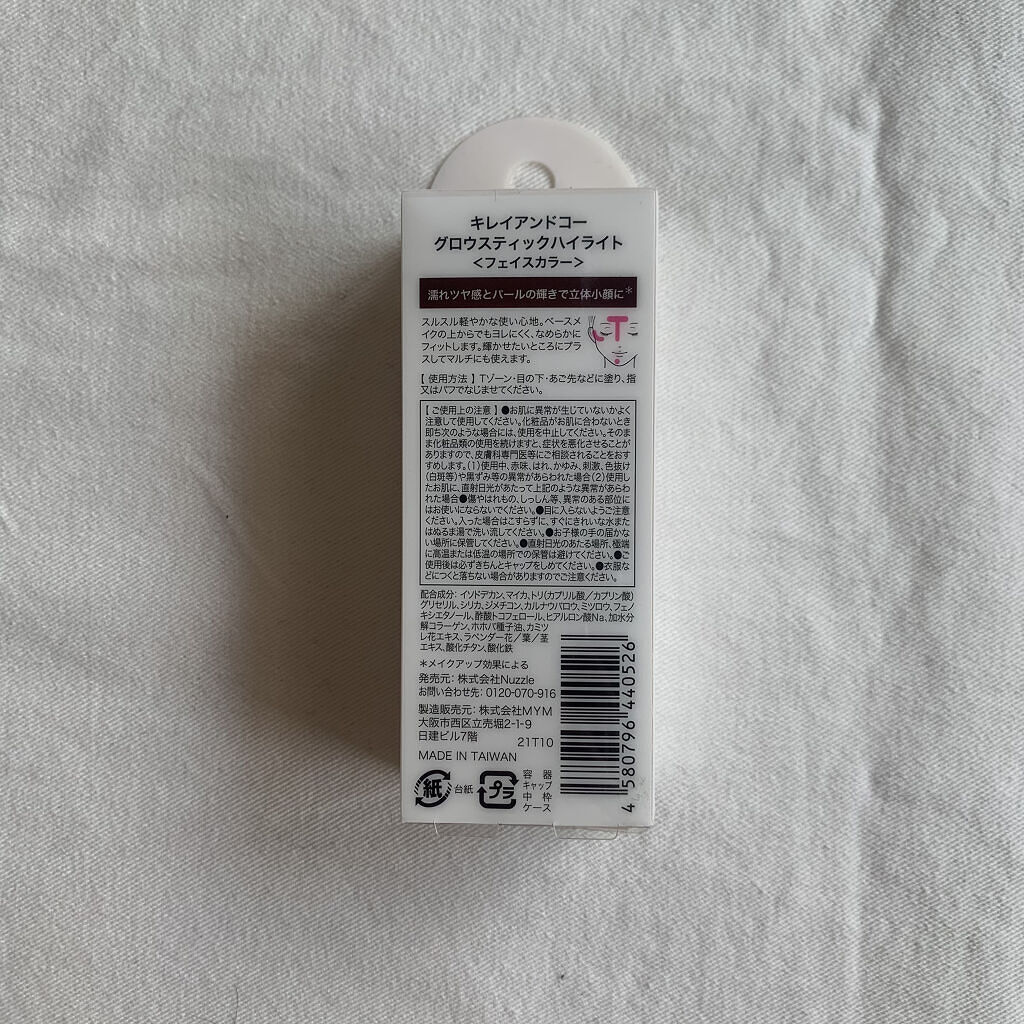 キレイアンドコー
グロウスティックハイライト
<フェイスカラー>
濡れツヤ感とパールの輝きで立体小顔に*
スルスル軽やかな使い心地。ベースメ
イクの上からでもヨレにくく、なめらかに
フィットします。輝かせたいところにプラ
スしてマルチにも使えます。
【 使用方法 】 Tゾーン・目の下・あご先などに塗り、指
又はパフでなじませてください。
【 ご使用上の注意 】 ●お肌に異常が生じていないかよく
注意して使用してください。化粧品がお肌に合わないとき
即ち次のような場合には、使用を中止してください。そのま
ま化粧品類の使用を続けますと、症状を悪化させることが
ありますので、皮膚科専門医等にご相談されることをおす
すめします。(1)使用中、赤味、はれ、かゆみ、刺激、色抜け
(白斑等)や黒ずみ等の異常があらわれた場合(2)使用し
たお肌に、直射日光があたって上記のような異常があらわ
れた場合●傷やはれもの、しっしん等、異常のある部位に
はお使いにならないでください。●目に入らないようご注意
ください。入った場合はこすらずに、すぐにきれいな水また
はぬるま湯で洗い流してください。●お子様の手の届かな
い場所に保管してください。●直射日光のあたる場所、極端
に高温または低温の場所での保管は避けてください。●ご
使用後は必ずきちんとキャップをしめてください。●衣服な
どにつくと落ちない場合がありますのでご注意ください。
配合成分: イソドデカン、マイカ、トリ(カプリル酸/カプリン酸)
グリセリル、シリカ、ジメチコン、カルナウバロウ、ミツロウ、フェノ
キシエタノール、酢酸トコフェロール、ヒアルロン酸Na、加水分
解コラーゲン、ホホバ種子油、カミツ
レ花エキス、ラベンダー花/葉/茎
エキス、酸化チタン、酸化鉄
*メイクアップ効果による
発売元: 株式会社Nuzzle
お問い合わせ先: 0120-070-916
製造販売元: 株式会社MYM
大阪市西区立売堀2-1-9
日建ビル7階
21T10
MADE IN TAIWAN
紙 台紙
プラ
容器
キャップ
中枠
ケース
4 580796 440526